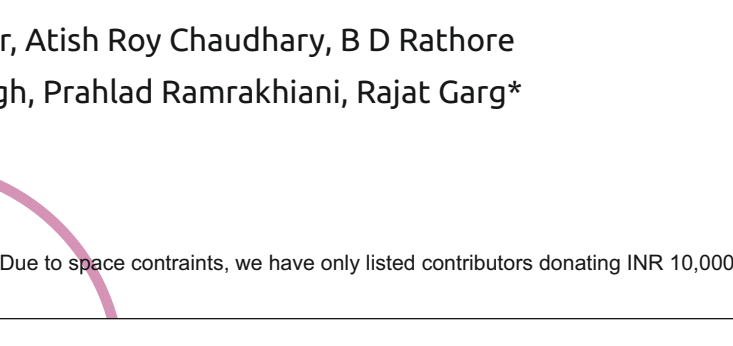 r, Atish Roy Chaudhary, B D Rathore
gh, Prahlad Ramrakhiani, Rajat Garg*
Due to space contraints, we have only listed contributors donating INR 10,000